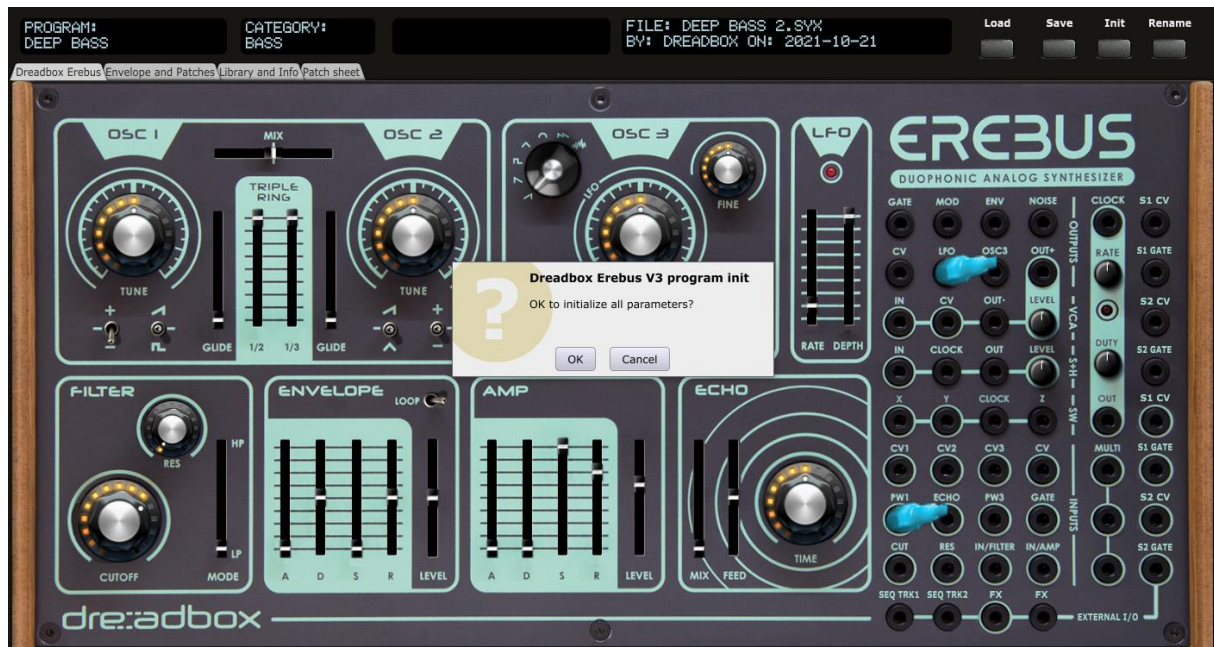 PROGRAM:
DEEP BASS
CATEGORY:
BASS
FILE: DEEP BASS 2.SYX
BY: DREADBOX ON: 2021-10-21
Load Save Init Rename
Dreadbox Erebus Envelope and Patches Library and Info Patch sheet
OSC 1
MIX
OSC 2
TRIPLE
RING
TUNE
TUNE
+
-
+
-
GLIDE 1/2 1/3 GLIDE
OSC 3
LFO
FINE
LFO
RATE DEPTH
EREBUS
DUOPHONIC ANALOG SYNTHESIZER
Dreadbox Erebus V3 program init
OK to initialize all parameters?
OK Cancel
FILTER
RES
HP
LP
CUTOFF MODE
ENVELOPE
LOOP
A D S R LEVEL
AMP
A D S R LEVEL
ECHO
TIME
MIX FEED
dre:adbox
GATE MOD ENV NOISE
CV LFO OSC3 OUT+
OUTPUTS
IN CV OUT- LEVEL
VCA
IN CLOCK OUT LEVEL
S+H
X Y CLOCK Z
SW
CV1 CV2 CV3 CV
PW1 ECHO PW3 GATE
INPUTS
CUT RES IN/FILTER IN/AMP
SEQ TRK1 SEQ TRK2 FX FX
EXTERNAL I/O
CLOCK
RATE
DUTY
OUT
MULTI
S1 CV
S1 GATE
S2 CV
S2 GATE
S1 CV
S1 GATE
S2 CV
S2 GATE